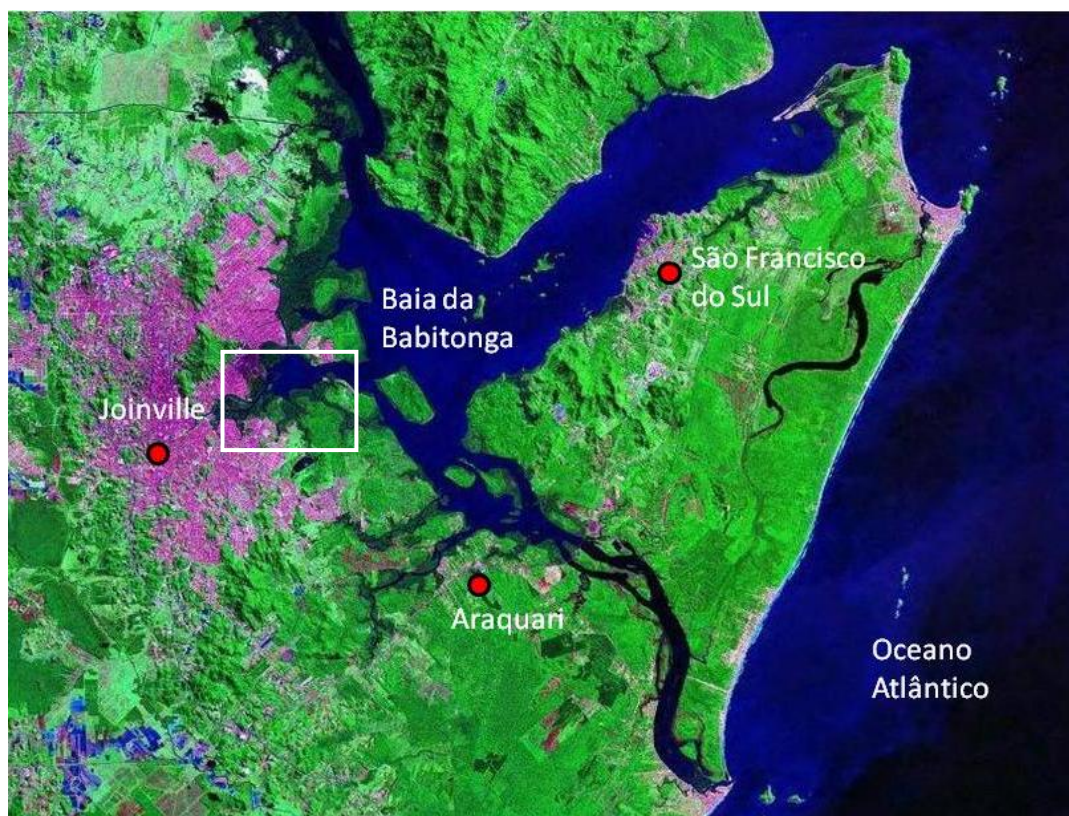 São Francisco
do Sul
Baia da
Babitonga
Joinville
Araquari
Oceano
Atlântico